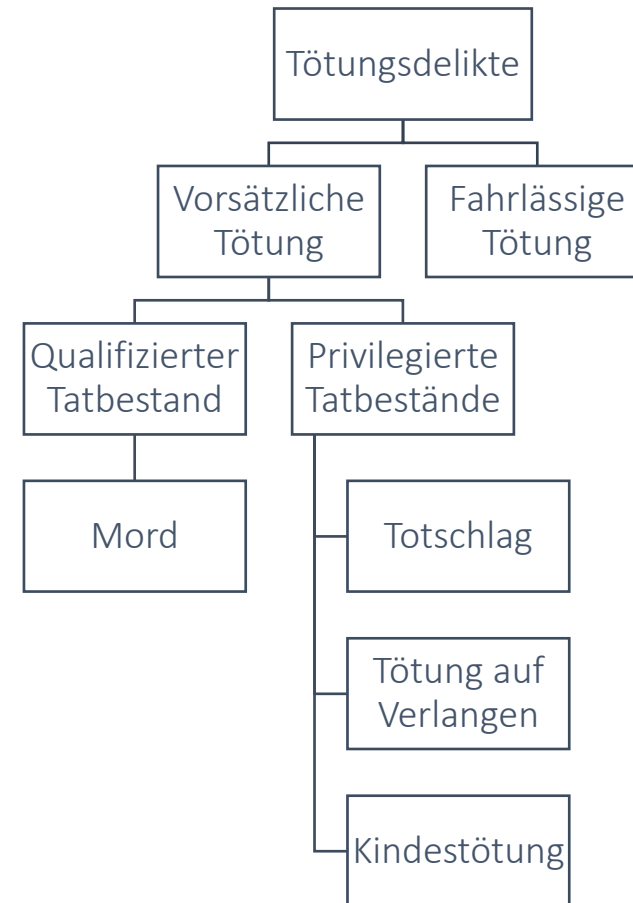 Tötungsdelikte
Vorsätzliche
Tötung
Fahrlässige
Tötung
Qualifizierter
Tatbestand
Privilegierte
Tatbestände
Mord
Totschlag
Tötung auf
Verlangen
Kindestötung